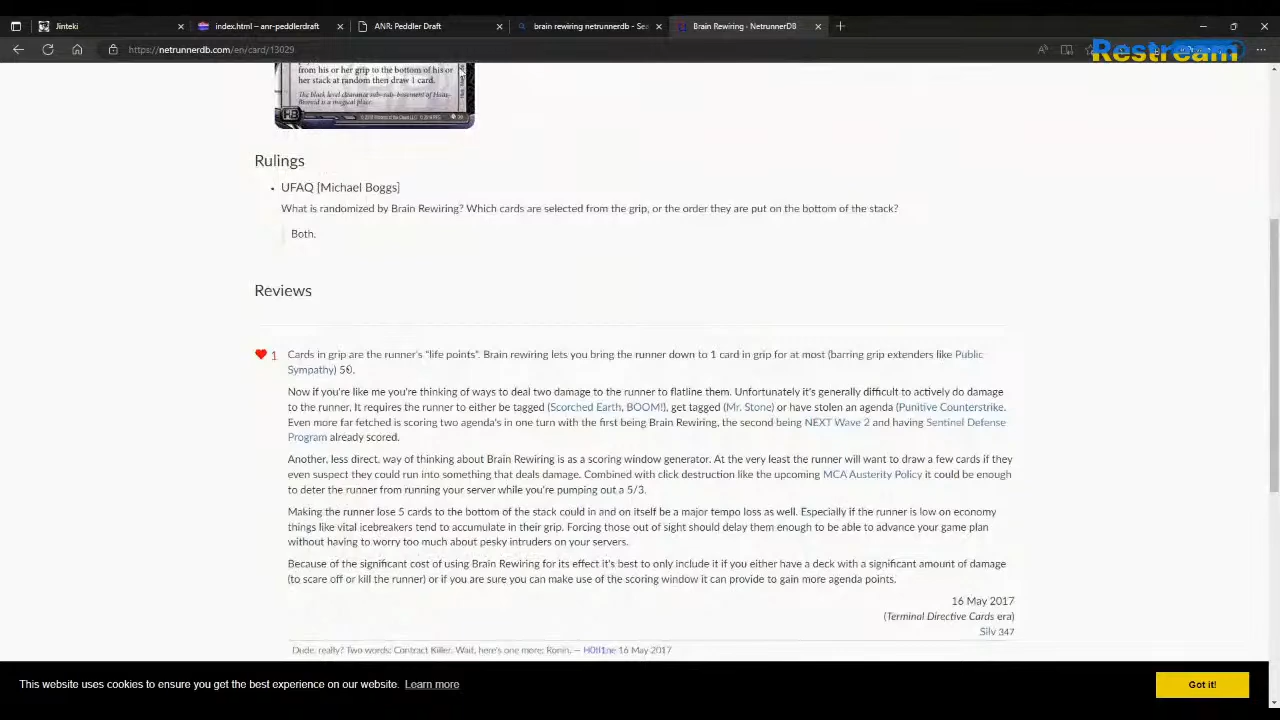 Jinteki
index.html – anr-peddlerdraft
ANR: Peddler Draft
brain rewiring netrunnerdb - Sea
Brain Rewiring · NetrunnerDB
https://netrunnerdb.com/en/card/13029
Restream
from his or her grip to the bottom of his or
her stack at random then draw 1 card.
The black level clearance sub-sub-basement of Haas-
Bioroid is a magical place.
Rulings
UFAQ [Michael Boggs]
What is randomized by Brain Rewiring? Which cards are selected from the grip, or the order they are put on the bottom of the stack?
Both.
Reviews
1
Cards in grip are the runner's "life points". Brain rewiring lets you bring the runner down to 1 card in grip for at most (barring grip extenders like Public
Sympathy) 5
Now if you're like me you're thinking of ways to deal two damage to the runner to flatline them. Unfortunately it's generally difficult to actively do damage
to the runner. It requires the runner to either be tagged (Scorched Earth, BOOM!), get tagged (Mr. Stone) or have stolen an agenda (Punitive Counterstrike.
Even more far fetched is scoring two agenda's in one turn with the first being Brain Rewiring, the second being NEXT Wave 2 and having Sentinel Defense
Program already scored.
Another, less direct, way of thinking about Brain Rewiring is as a scoring window generator. At the very least the runner will want to draw a few cards if they
even suspect they could run into something that deals damage. Combined with click destruction like the upcoming MCA Austerity Policy it could be enough
to deter the runner from running your server while you're pumping out a 5/3.
Making the runner lose 5 cards to the bottom of the stack could in and on itself be a major tempo loss as well. Especially if the runner is low on economy
things like vital icebreakers tend to accumulate in their grip. Forcing those out of sight should delay them enough to be able to advance your game plan
without having to worry too much about pesky intruders on your servers.
Because of the significant cost of using Brain Rewiring for its effect it's best to only include it if you either have a deck with a significant amount of damage
(to scare off or kill the runner) or if you are sure you can make use of the scoring window it can provide to gain more agenda points.
16 May 2017
(Terminal Directive Cards era)
Silv 347
Dude, really? Two words: Contract Killer. Wait, here's one more: Ronin. — H0tl1ne 16 May 2017
This website uses cookies to ensure you get the best experience on our website. Learn more
Got it!